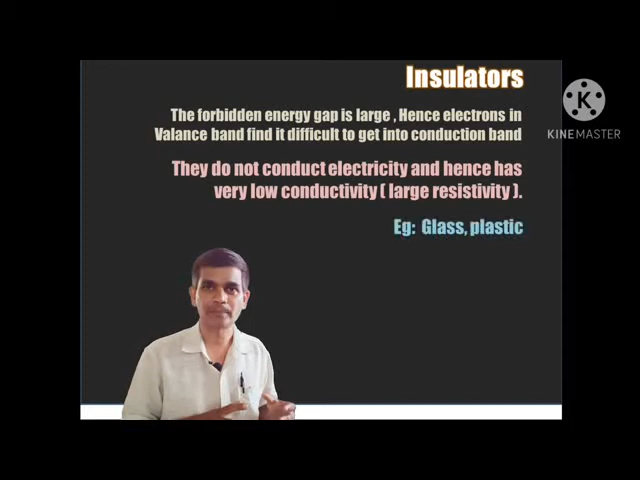 Insulators
The forbidden energy gap is large , Hence electrons in
Valance band find it difficult to get into conduction band
They do not conduct electricity and hence has
very low conductivity ( large resistivity ).
Eg: Glass, plastic
K
KINEMASTER